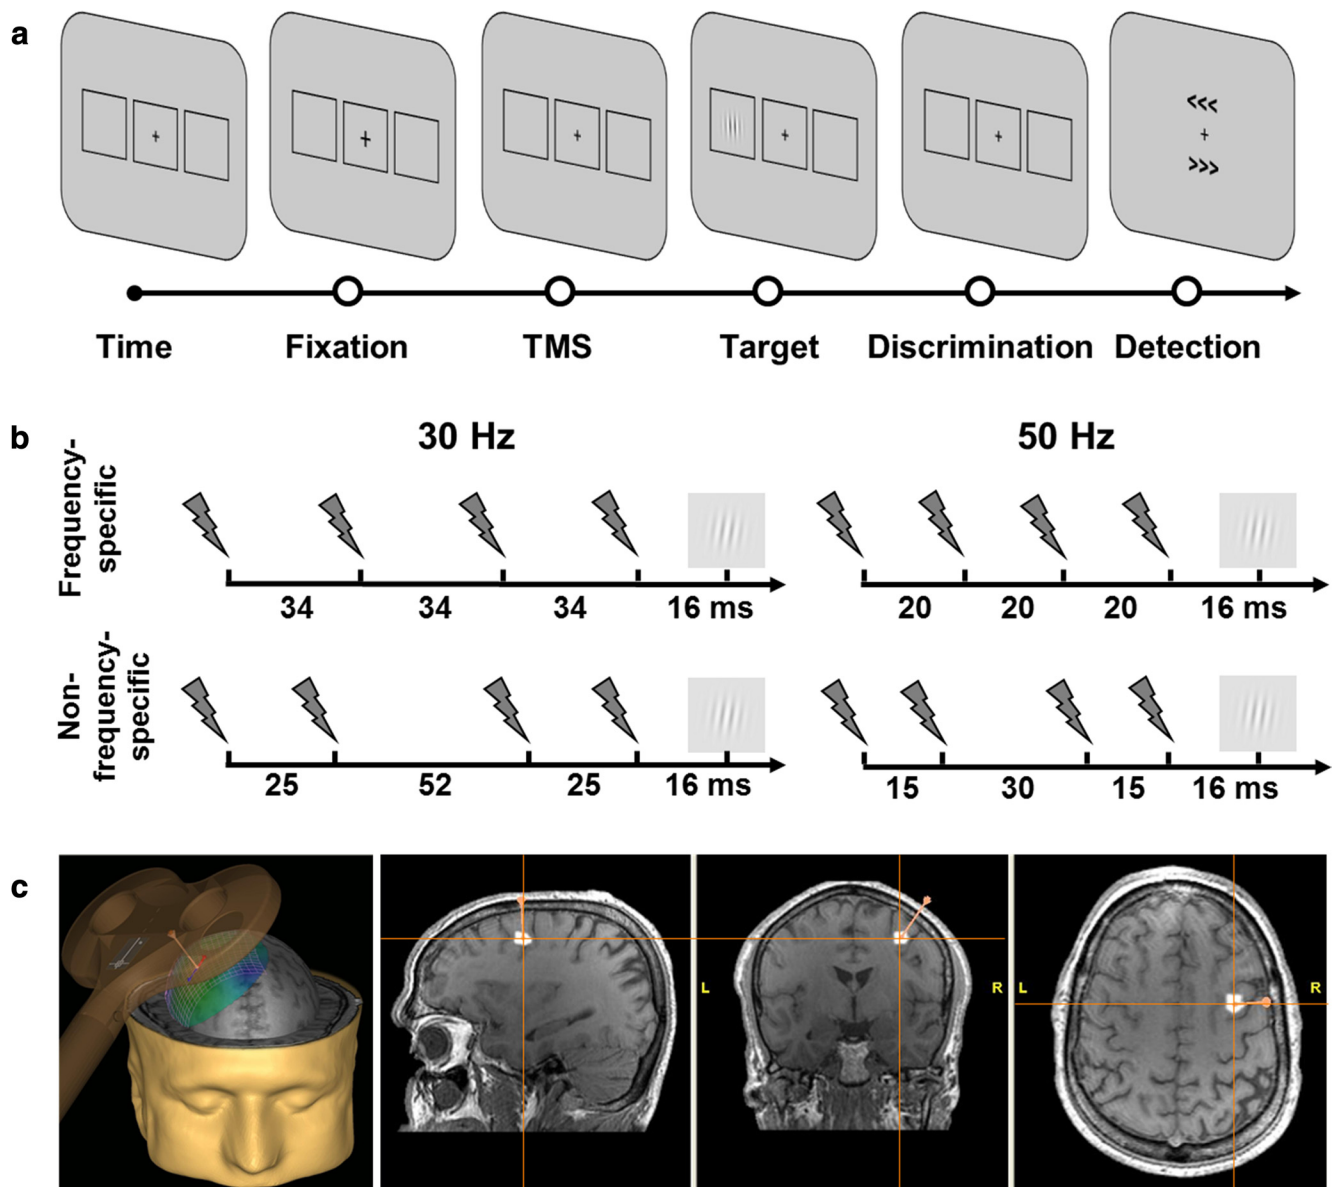 a
<<<
>>>
Time Fixation TMS Target Discrimination Detection
b
30 Hz 50 Hz
Frequency-
specific
34 34 34 16 ms 20 20 20 16 ms
Non-
frequency-
specific
25 52 25 16 ms 15 30 15 16 ms
c
L R R